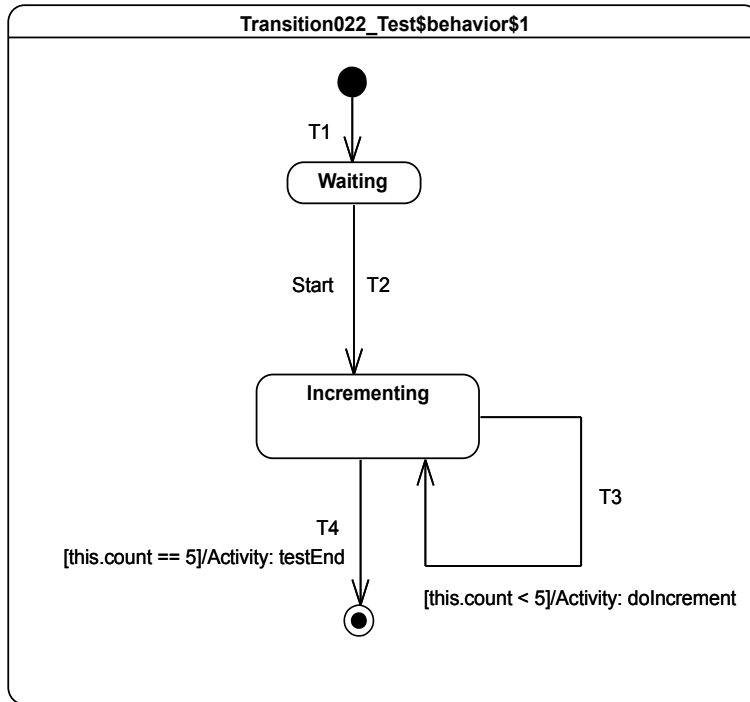 Transition022_Test$behavior$1
T1
Waiting
Start
T2
Incrementing
T3
T4
[this.count == 5]/Activity: testEnd
[this.count < 5]/Activity: doIncrement